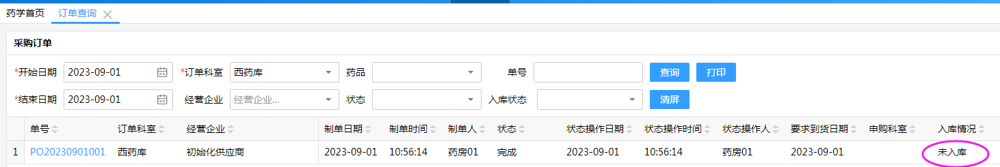 药学首页 订单查询
采购订单
*开始日期 2023-09-01 *订单科室 西药库 药品 单号 查询 打印
*结束日期 2023-09-01 经营企业 经营企业... 状态 入库状态 清屏
单号 订单科室 经营企业 制单日期 制单时间 制单人 状态 状态操作日期 状态操作时间 状态操作人 要求到货日期 申购科室 入库情况
1 PO20230901001 西药库 初始化供应商 2023-09-01 10:56:14 药房01 完成 2023-09-01 10:56:14 药房01 2023-09-01 未入库